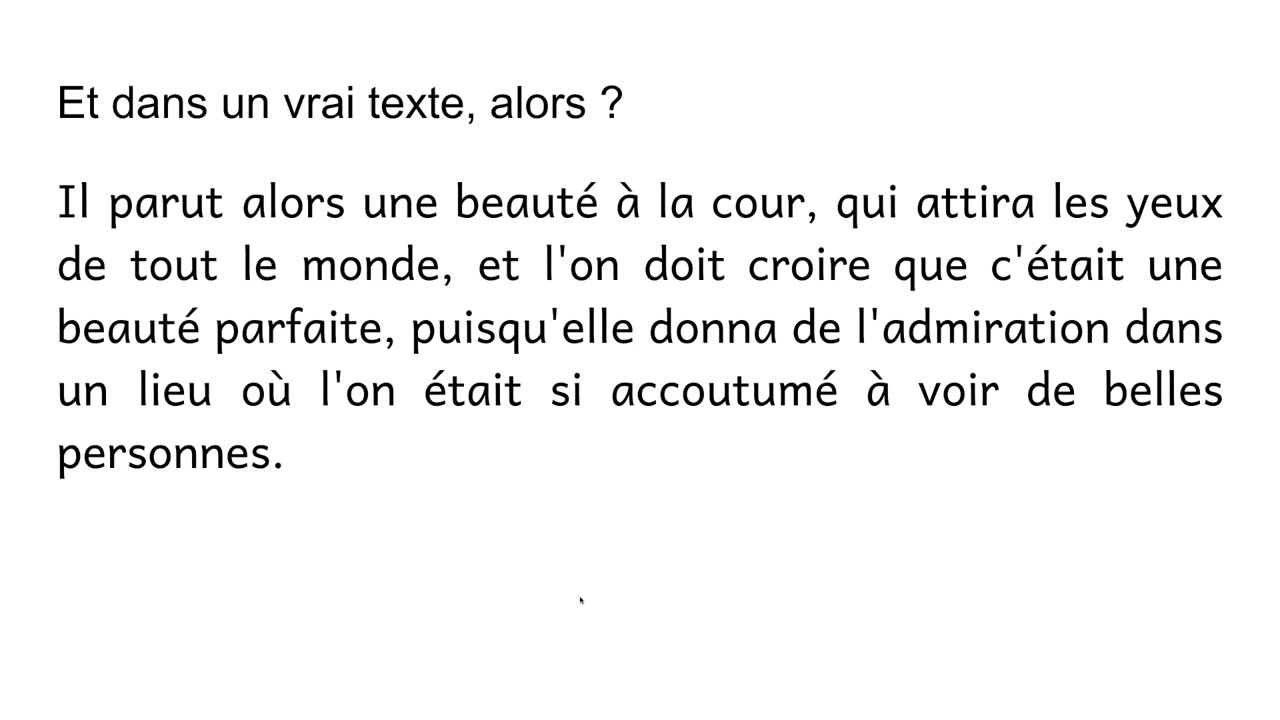 Et dans un vrai texte, alors ?
Il parut alors une beauté à la cour, qui attira les yeux
de tout le monde, et l'on doit croire que c'était une
beauté parfaite, puisqu'elle donna de l'admiration dans
un lieu où l'on était si accoutumé à voir de belles
personnes.